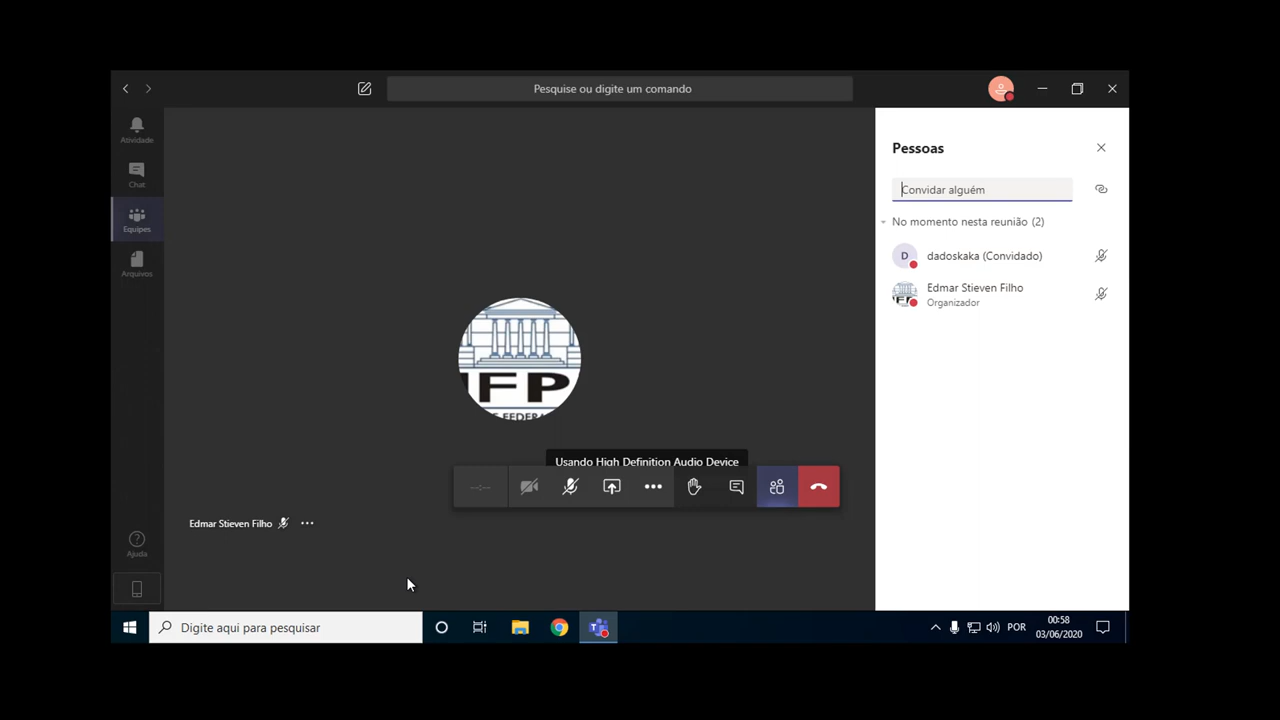 Pesquise ou digite um comando
Atividade
Chat
Equipes
Arquivos
Ajuda
FP
FEDER
Usando High Definition Audio Device
--:--
Edmar Stieven Filho
Pessoas
Convidar alguém
No momento nesta reunião (2)
D
dadoskaka (Convidado)
Edmar Stieven Filho
Organizador
Digite aqui para pesquisar
POR
00:58
03/06/2020